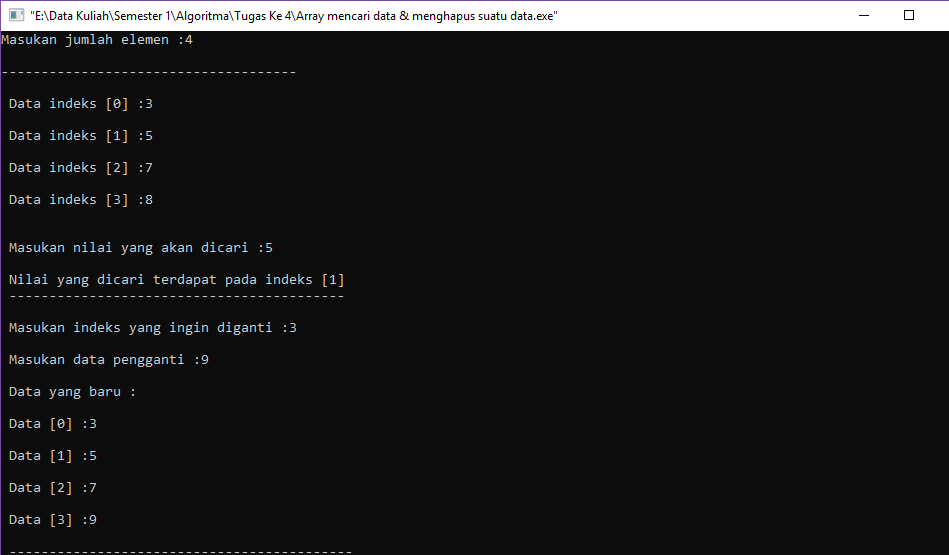 "E:\Data Kuliah\Semester 1\Algoritma\Tugas Ke 4\Array mencari data & menghapus suatu data.exe"
Masukan jumlah elemen :4
-------------------------------------
Data indeks [0] :3
Data indeks [1] :5
Data indeks [2] :7
Data indeks [3] :8
Masukan nilai yang akan dicari :5
Nilai yang dicari terdapat pada indeks [1]
------------------------------------------
Masukan indeks yang ingin diganti :3
Masukan data pengganti :9
Data yang baru :
Data [0] :3
Data [1] :5
Data [2] :7
Data [3] :9
-------------------------------------------